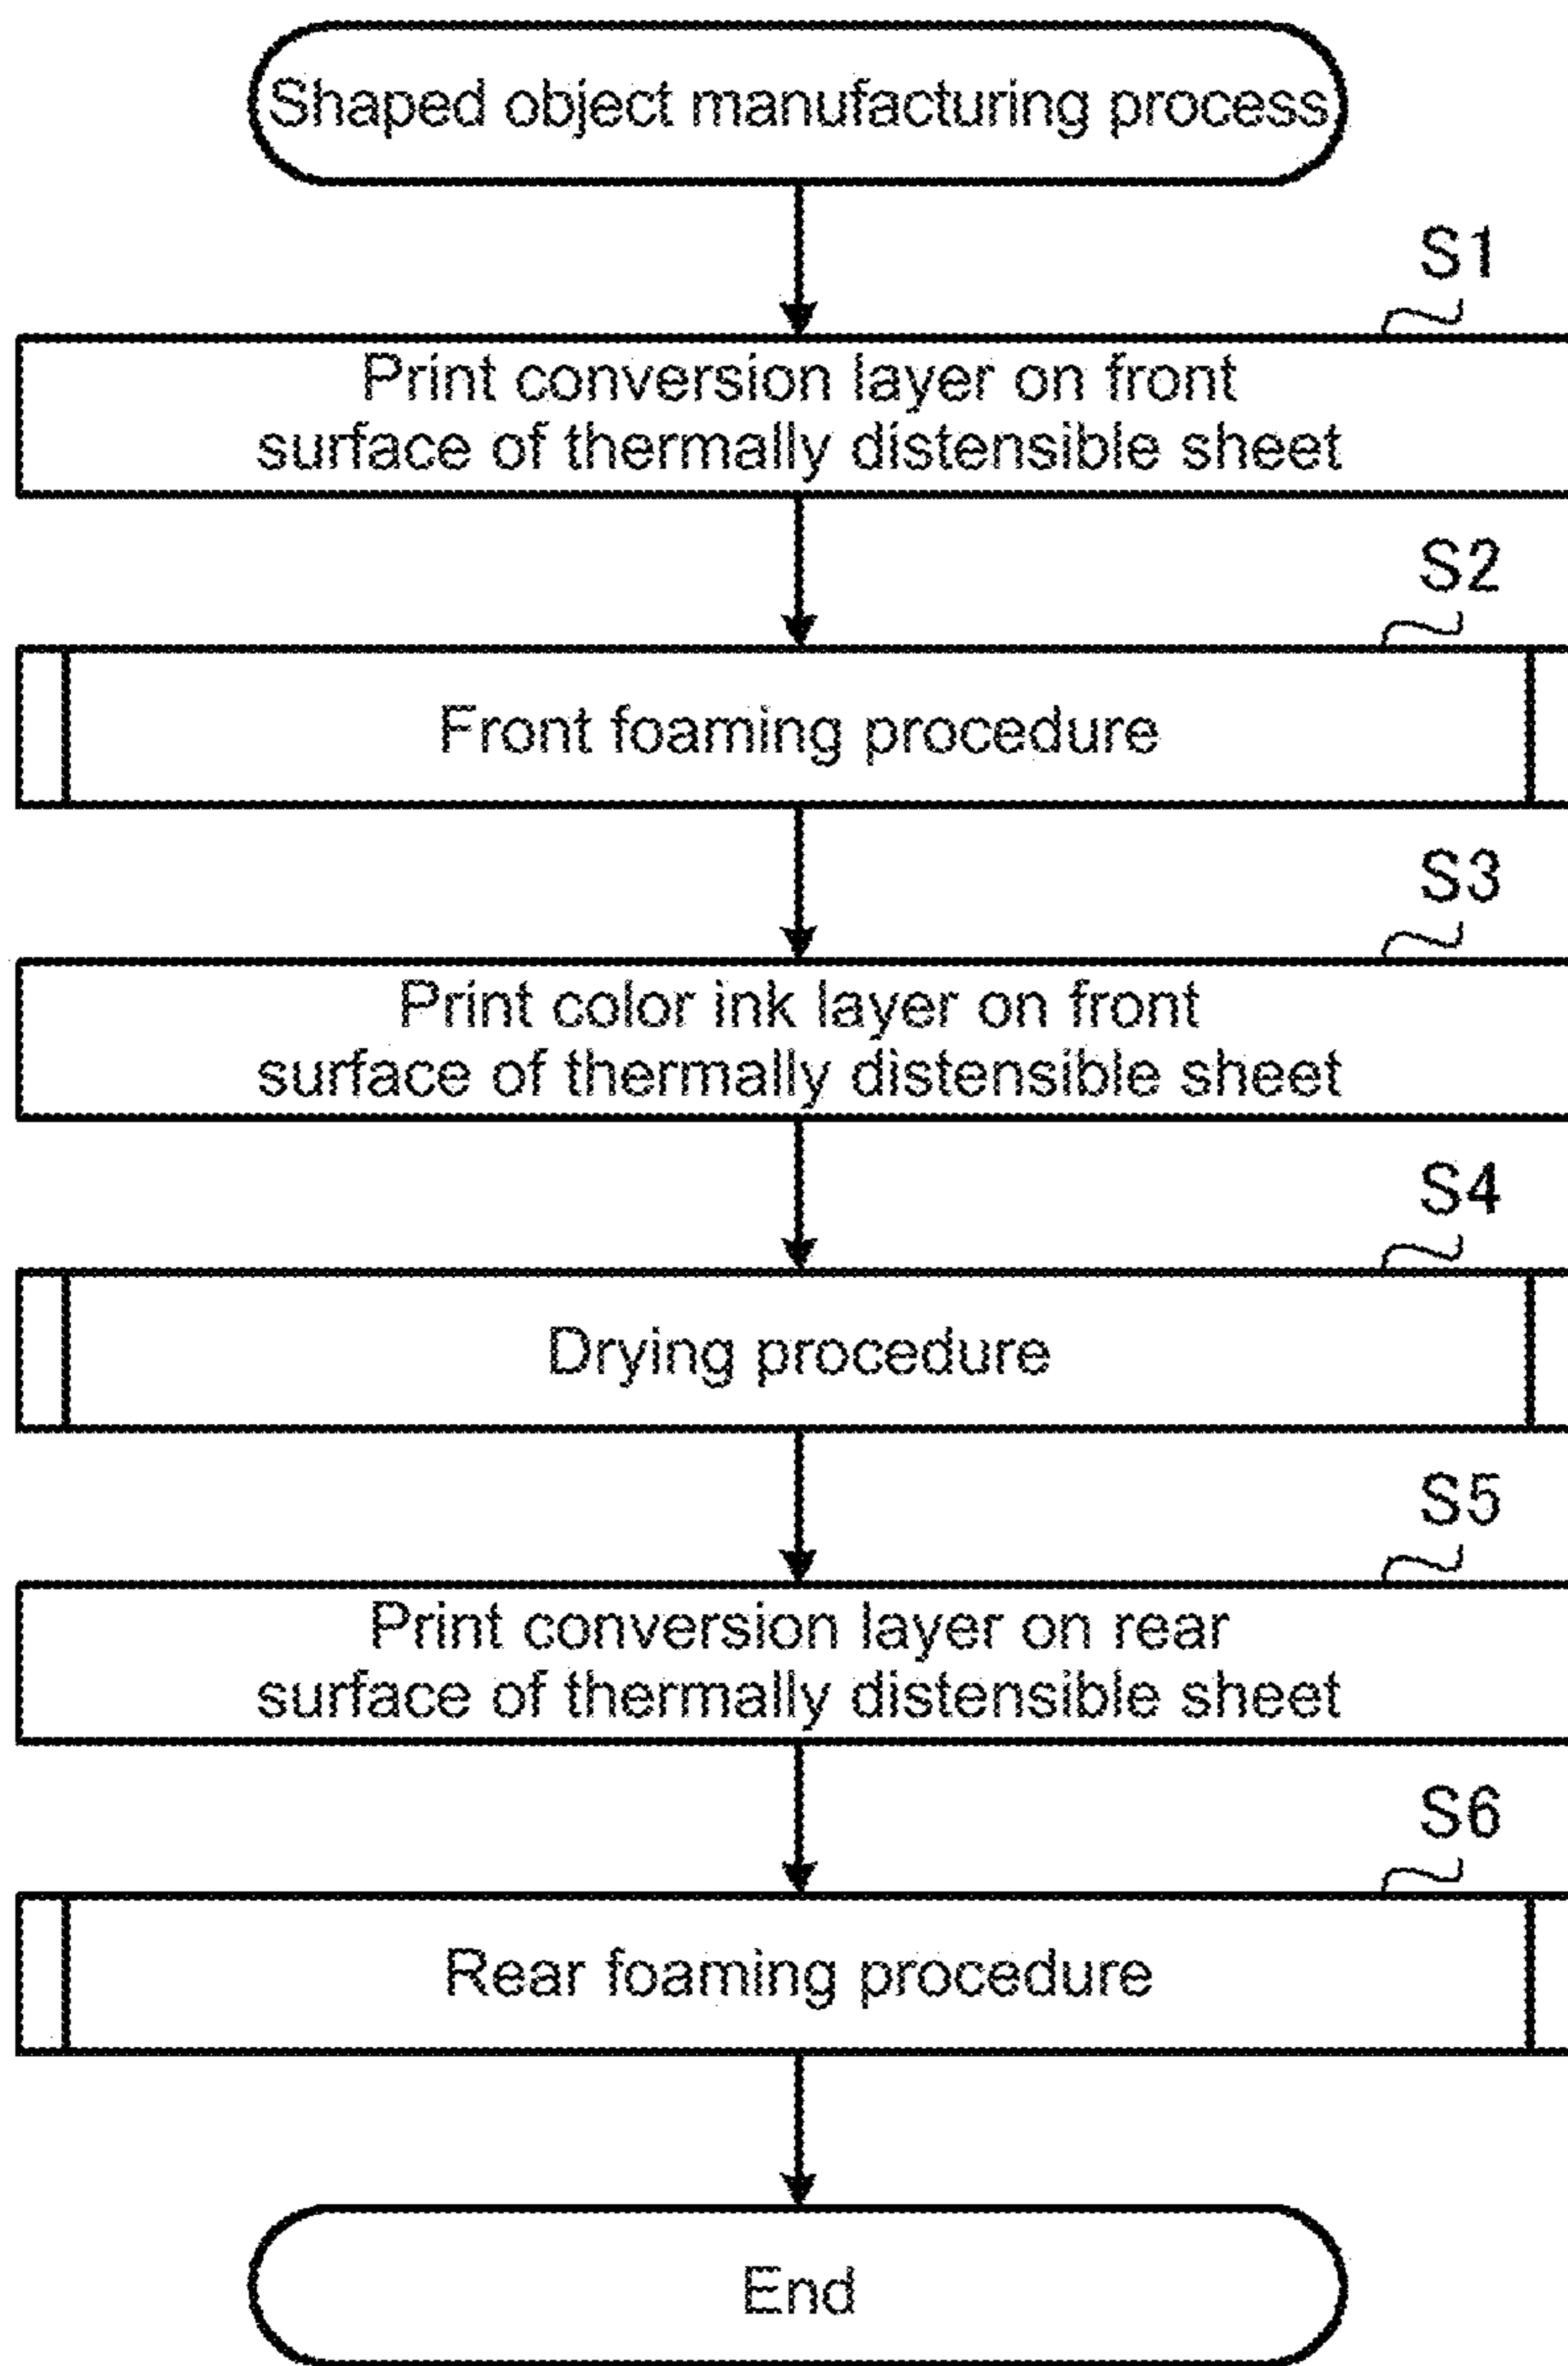 Shaped object manufacturing process
S1
Print conversion layer on front
surface of thermally distensible sheet
S2
Front foaming procedure
S3
Print color ink layer on front
surface of thermally distensible sheet
S4
Drying procedure
S5
Print conversion layer on rear
surface of thermally distensible sheet
S6
Rear foaming procedure
End